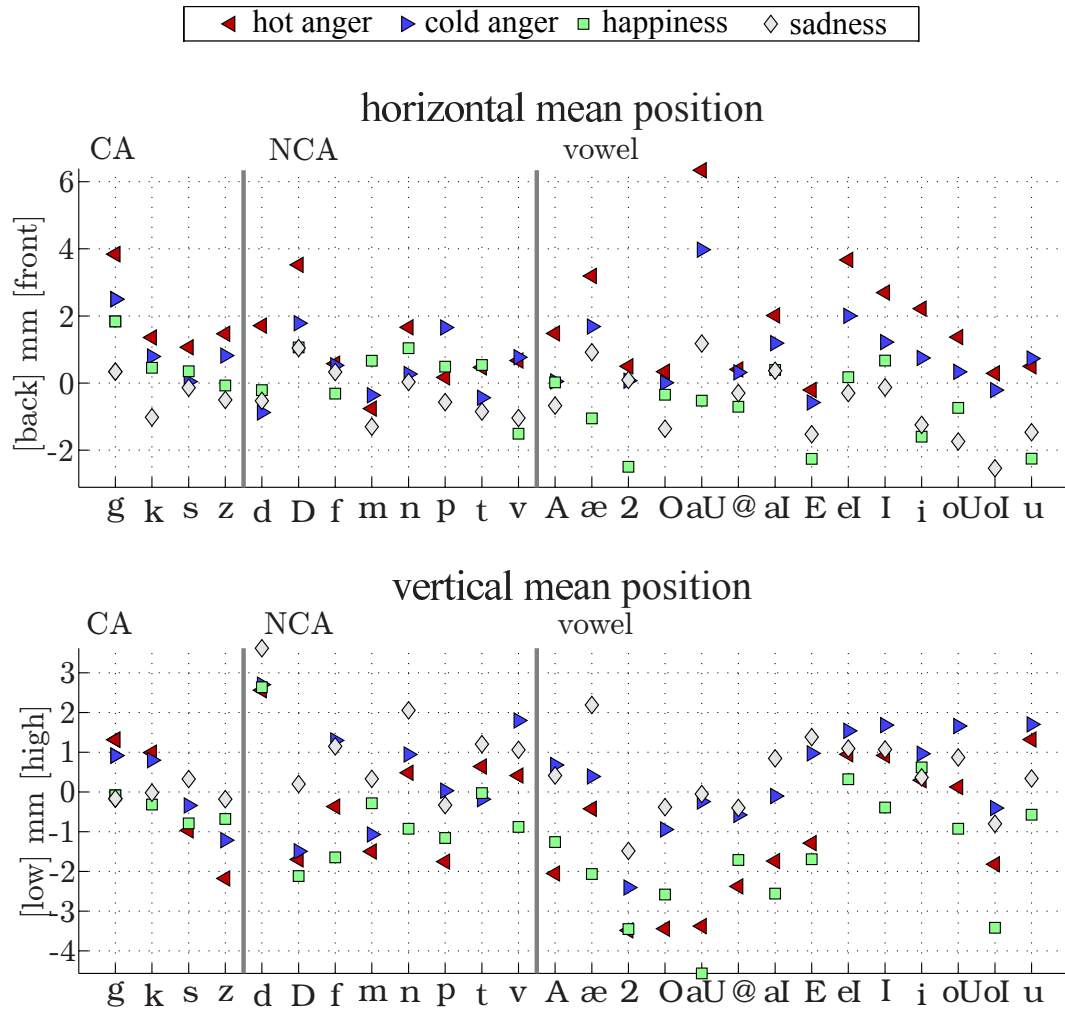 hot anger cold anger happiness sadness
horizontal mean position
CA NCA vowel
6
4
2
0
-2
[back] mm [front]
g k s z d D f m n p t v A æ 2 O aU @ aI E eI I i oU oI u
vertical mean position
CA NCA vowel
3
2
1
0
-1
-2
-3
-4
[low] mm [high]
g k s z d D f m n p t v A æ 2 O aU @ aI E eI I i oU oI u